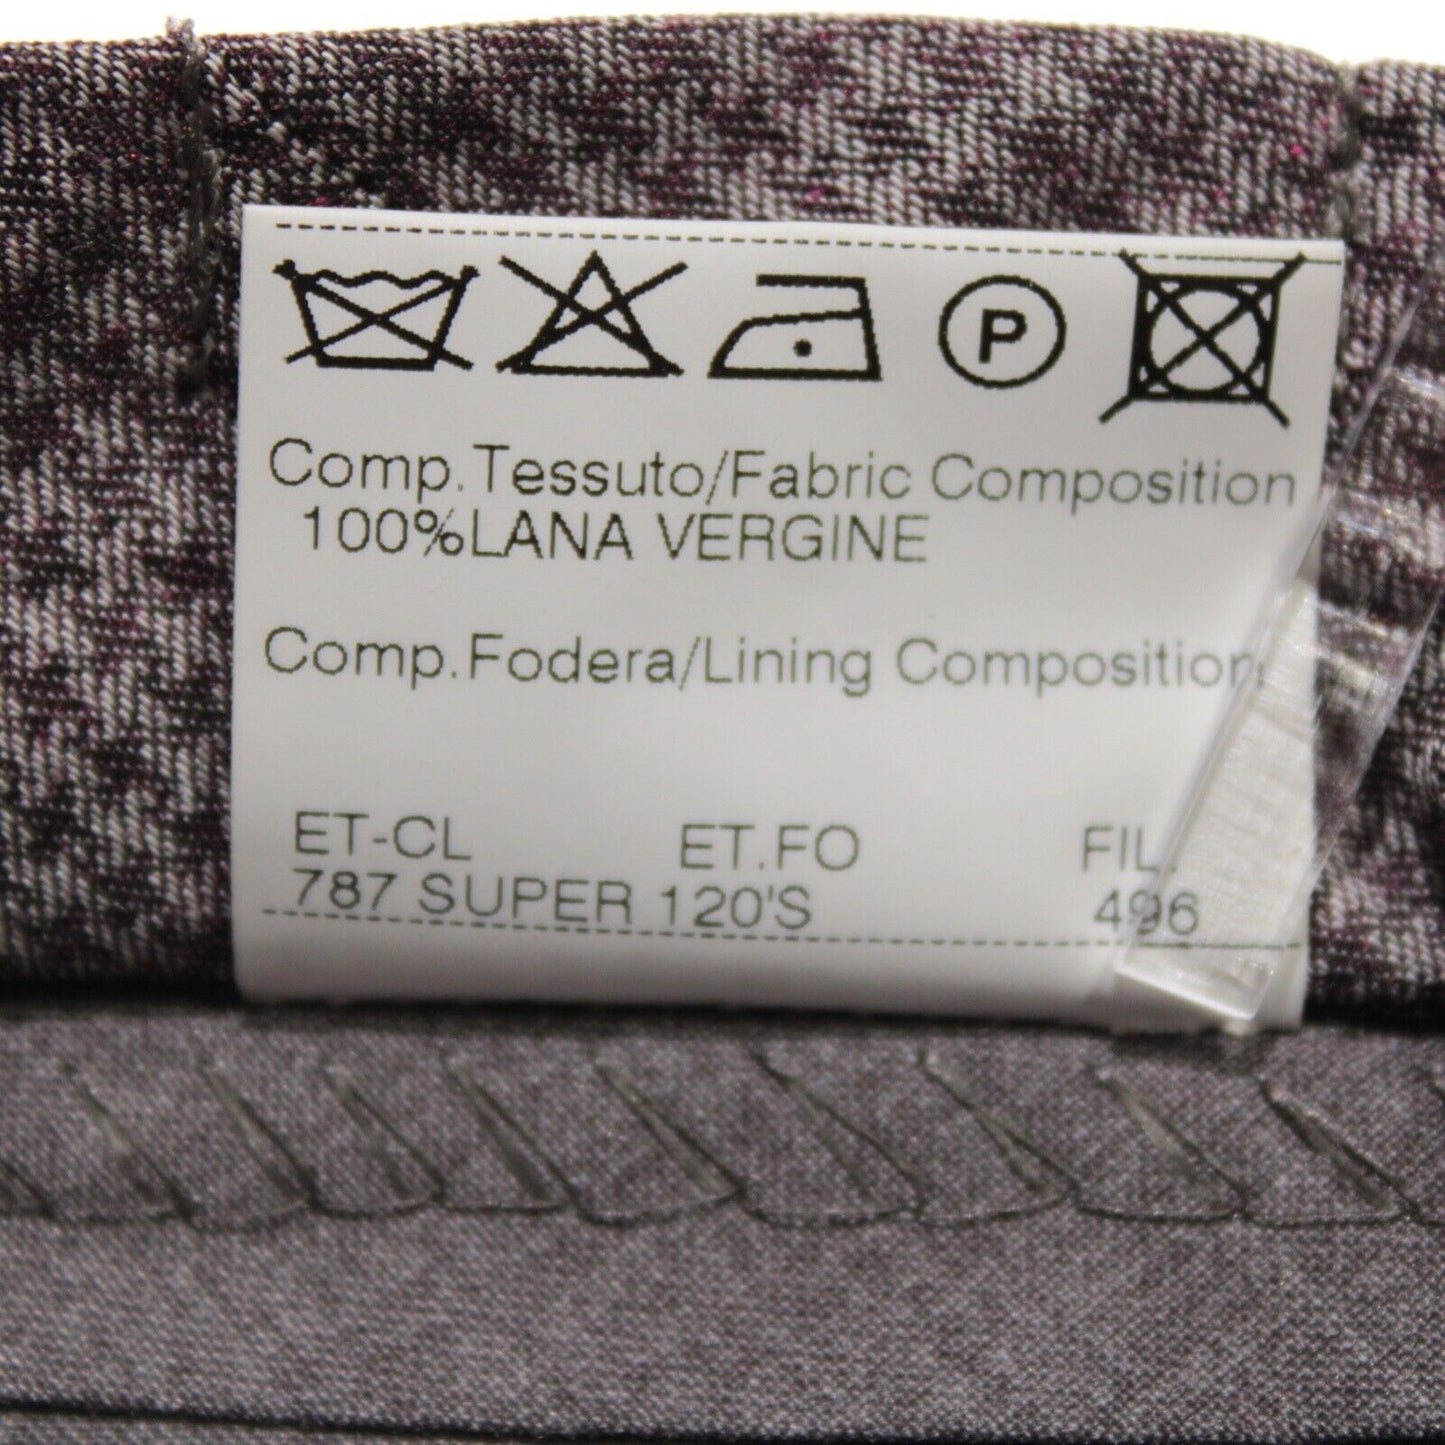 P
Comp.Tessuto/Fabric Composition
100%LANA VERGINE
Comp.Fodera/Lining Composition
ET-CL ET.FO FIL.
787 SUPER 120'S 496